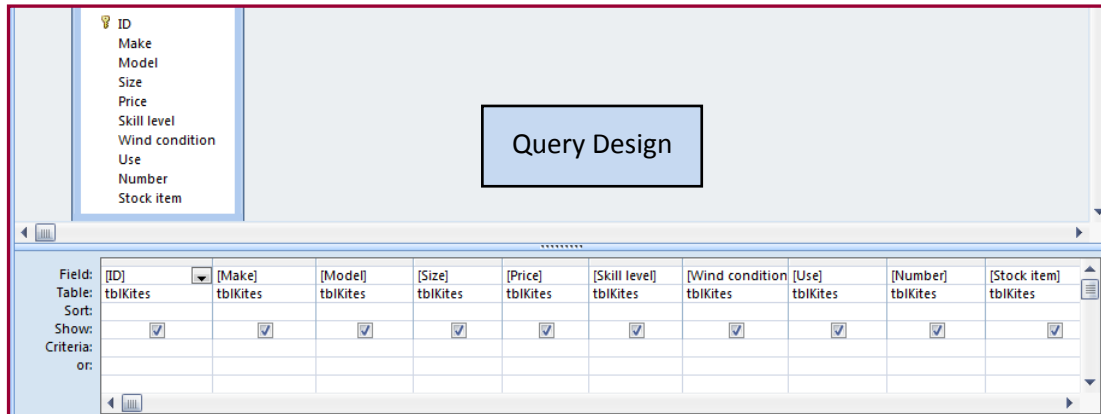 ID
Make
Model
Size
Price
Skill level
Wind condition
Use
Number
Stock item
Query Design
Field: [ID] [Make] [Model] [Size] [Price] [Skill level] [Wind condition [Use] [Number] [Stock item]
Table: tblKites tblKites tblKites tblKites tblKites tblKites tblKites tblKites tblKites tblKites
Sort:
Show:
Criteria:
or: